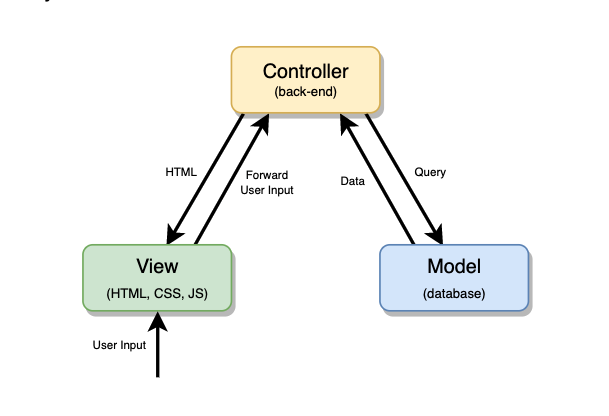 Controller
(back-end)
HTML
Forward
User Input
Data
Query
View
(HTML, CSS, JS)
Model
(database)
User Input